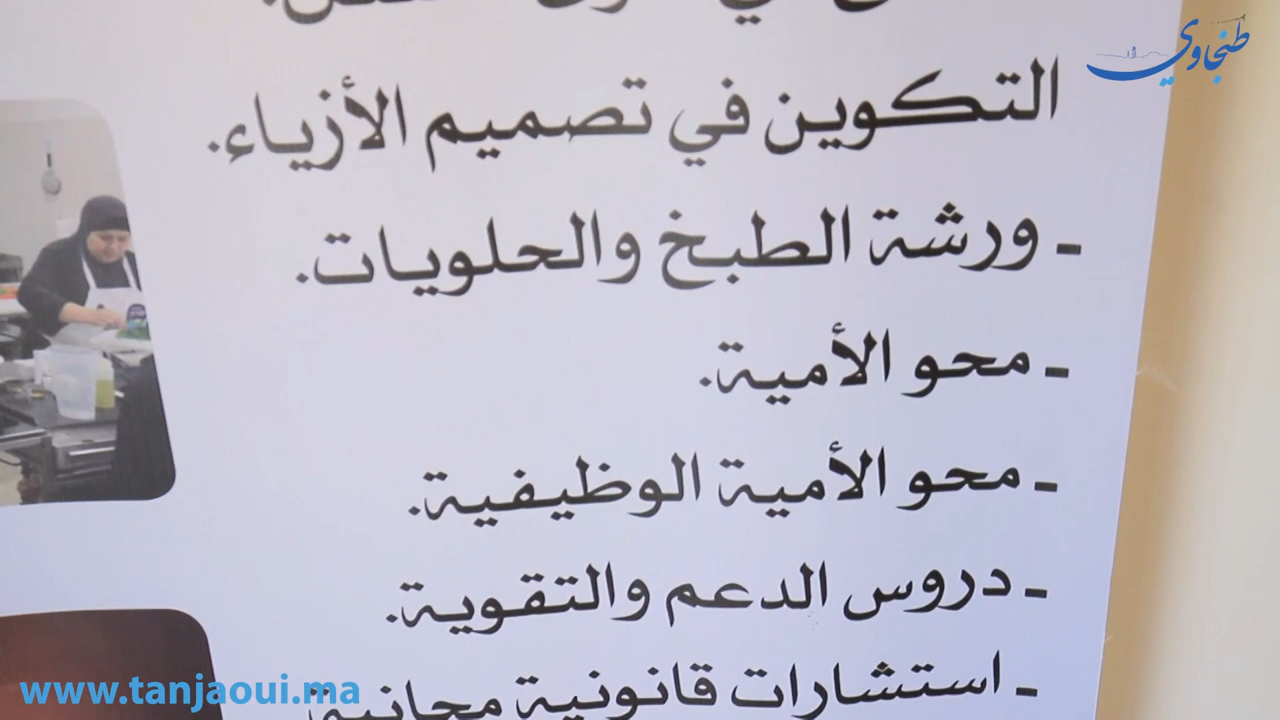 طنجاوي
التكوين في تصميم الأزياء.
- ورشة الطبخ والحلويات.
- محو الأمية.
- محو الأمية الوظيفية.
- دروس الدعم والتقوية.
- استشارات قانونية مجانية
www.tanjaoui.ma